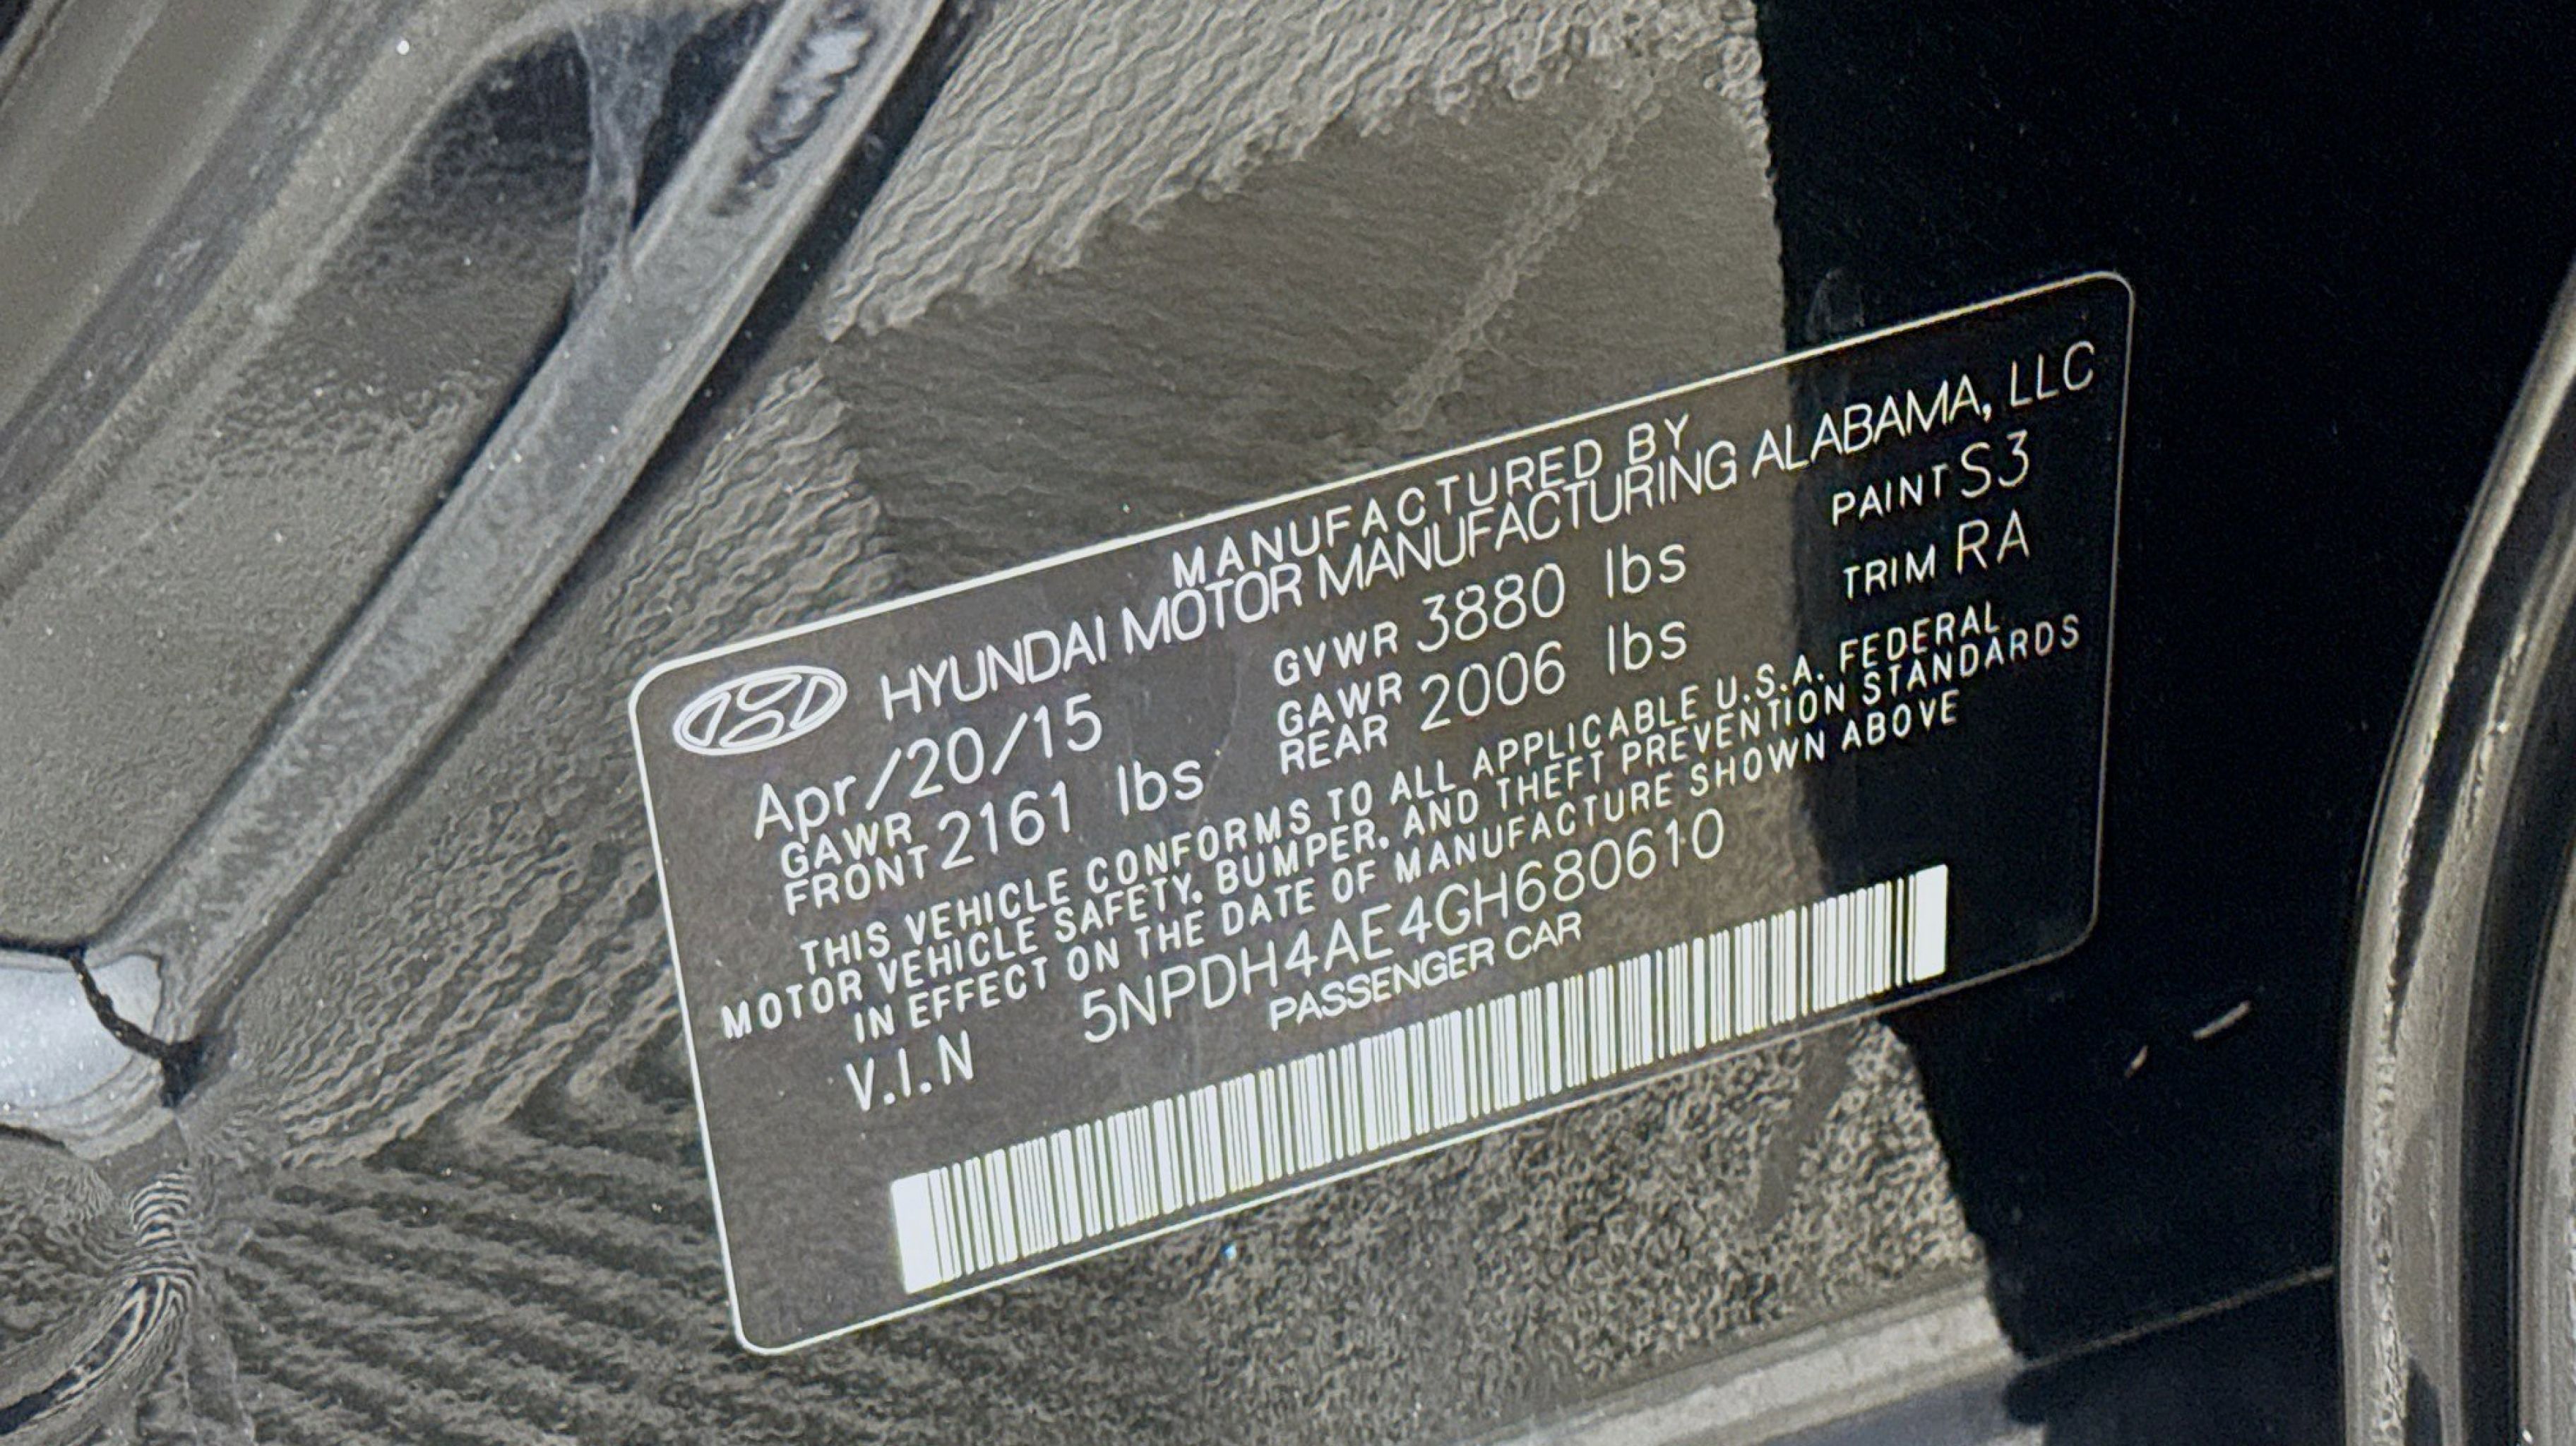 MANUFACTURED BY
HYUNDAI MOTOR MANUFACTURING ALABAMA, LLC
Apr/20/15 GVWR 3880 lbs PAINT S3
GAWR FRONT 2161 lbs GAWR REAR 2006 lbs TRIM RA
THIS VEHICLE CONFORMS TO ALL APPLICABLE U.S.A. FEDERAL
MOTOR VEHICLE SAFETY, BUMPER, AND THEFT PREVENTION STANDARDS
IN EFFECT ON THE DATE OF MANUFACTURE SHOWN ABOVE
V.I.N 5NPDH4AE4GH680610
PASSENGER CAR